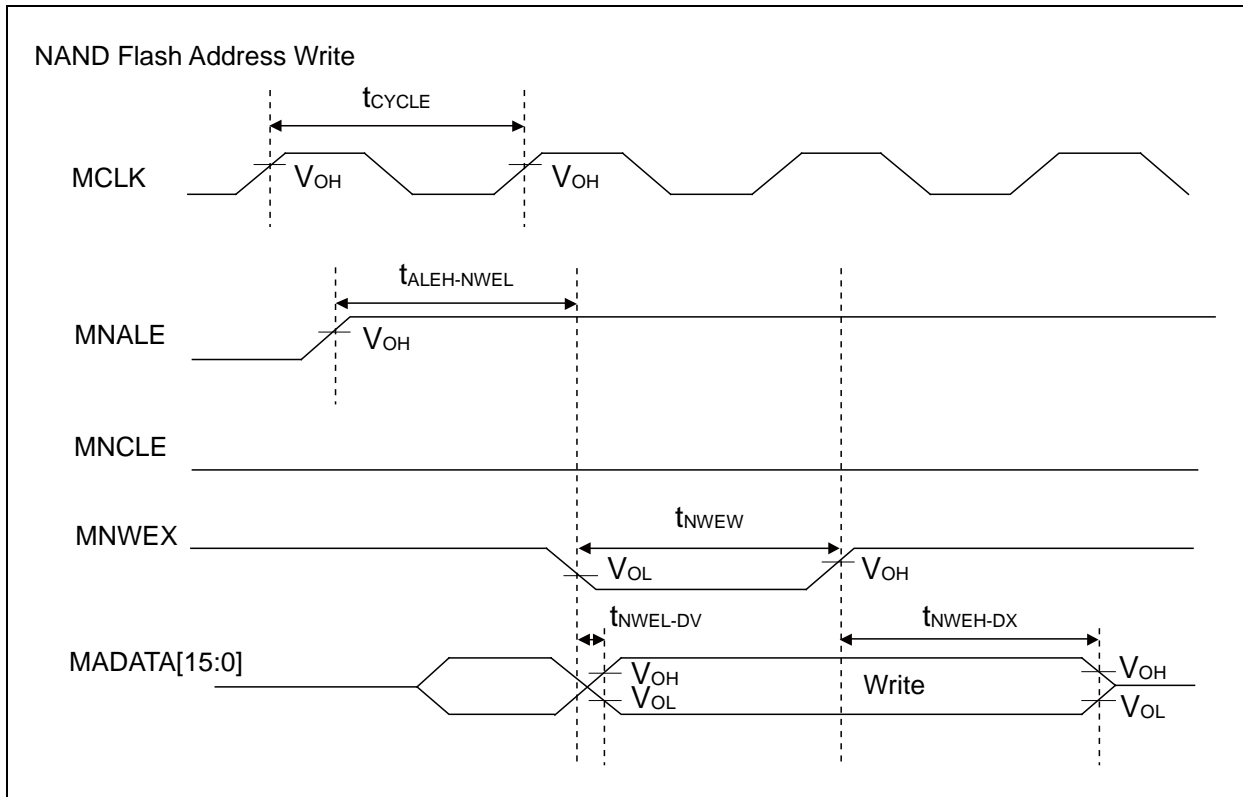 NAND Flash Address Write
tCYCLE
MCLK
VOH
VOH
tALEH-NWEL
MNALE
VOH
MNCLE
tNWEW
MNWEX
VOL
VOH
tNWEL-DV
tNWEH-DX
MADATA[15:0]
VOH
Write
VOH
VOL
VOL